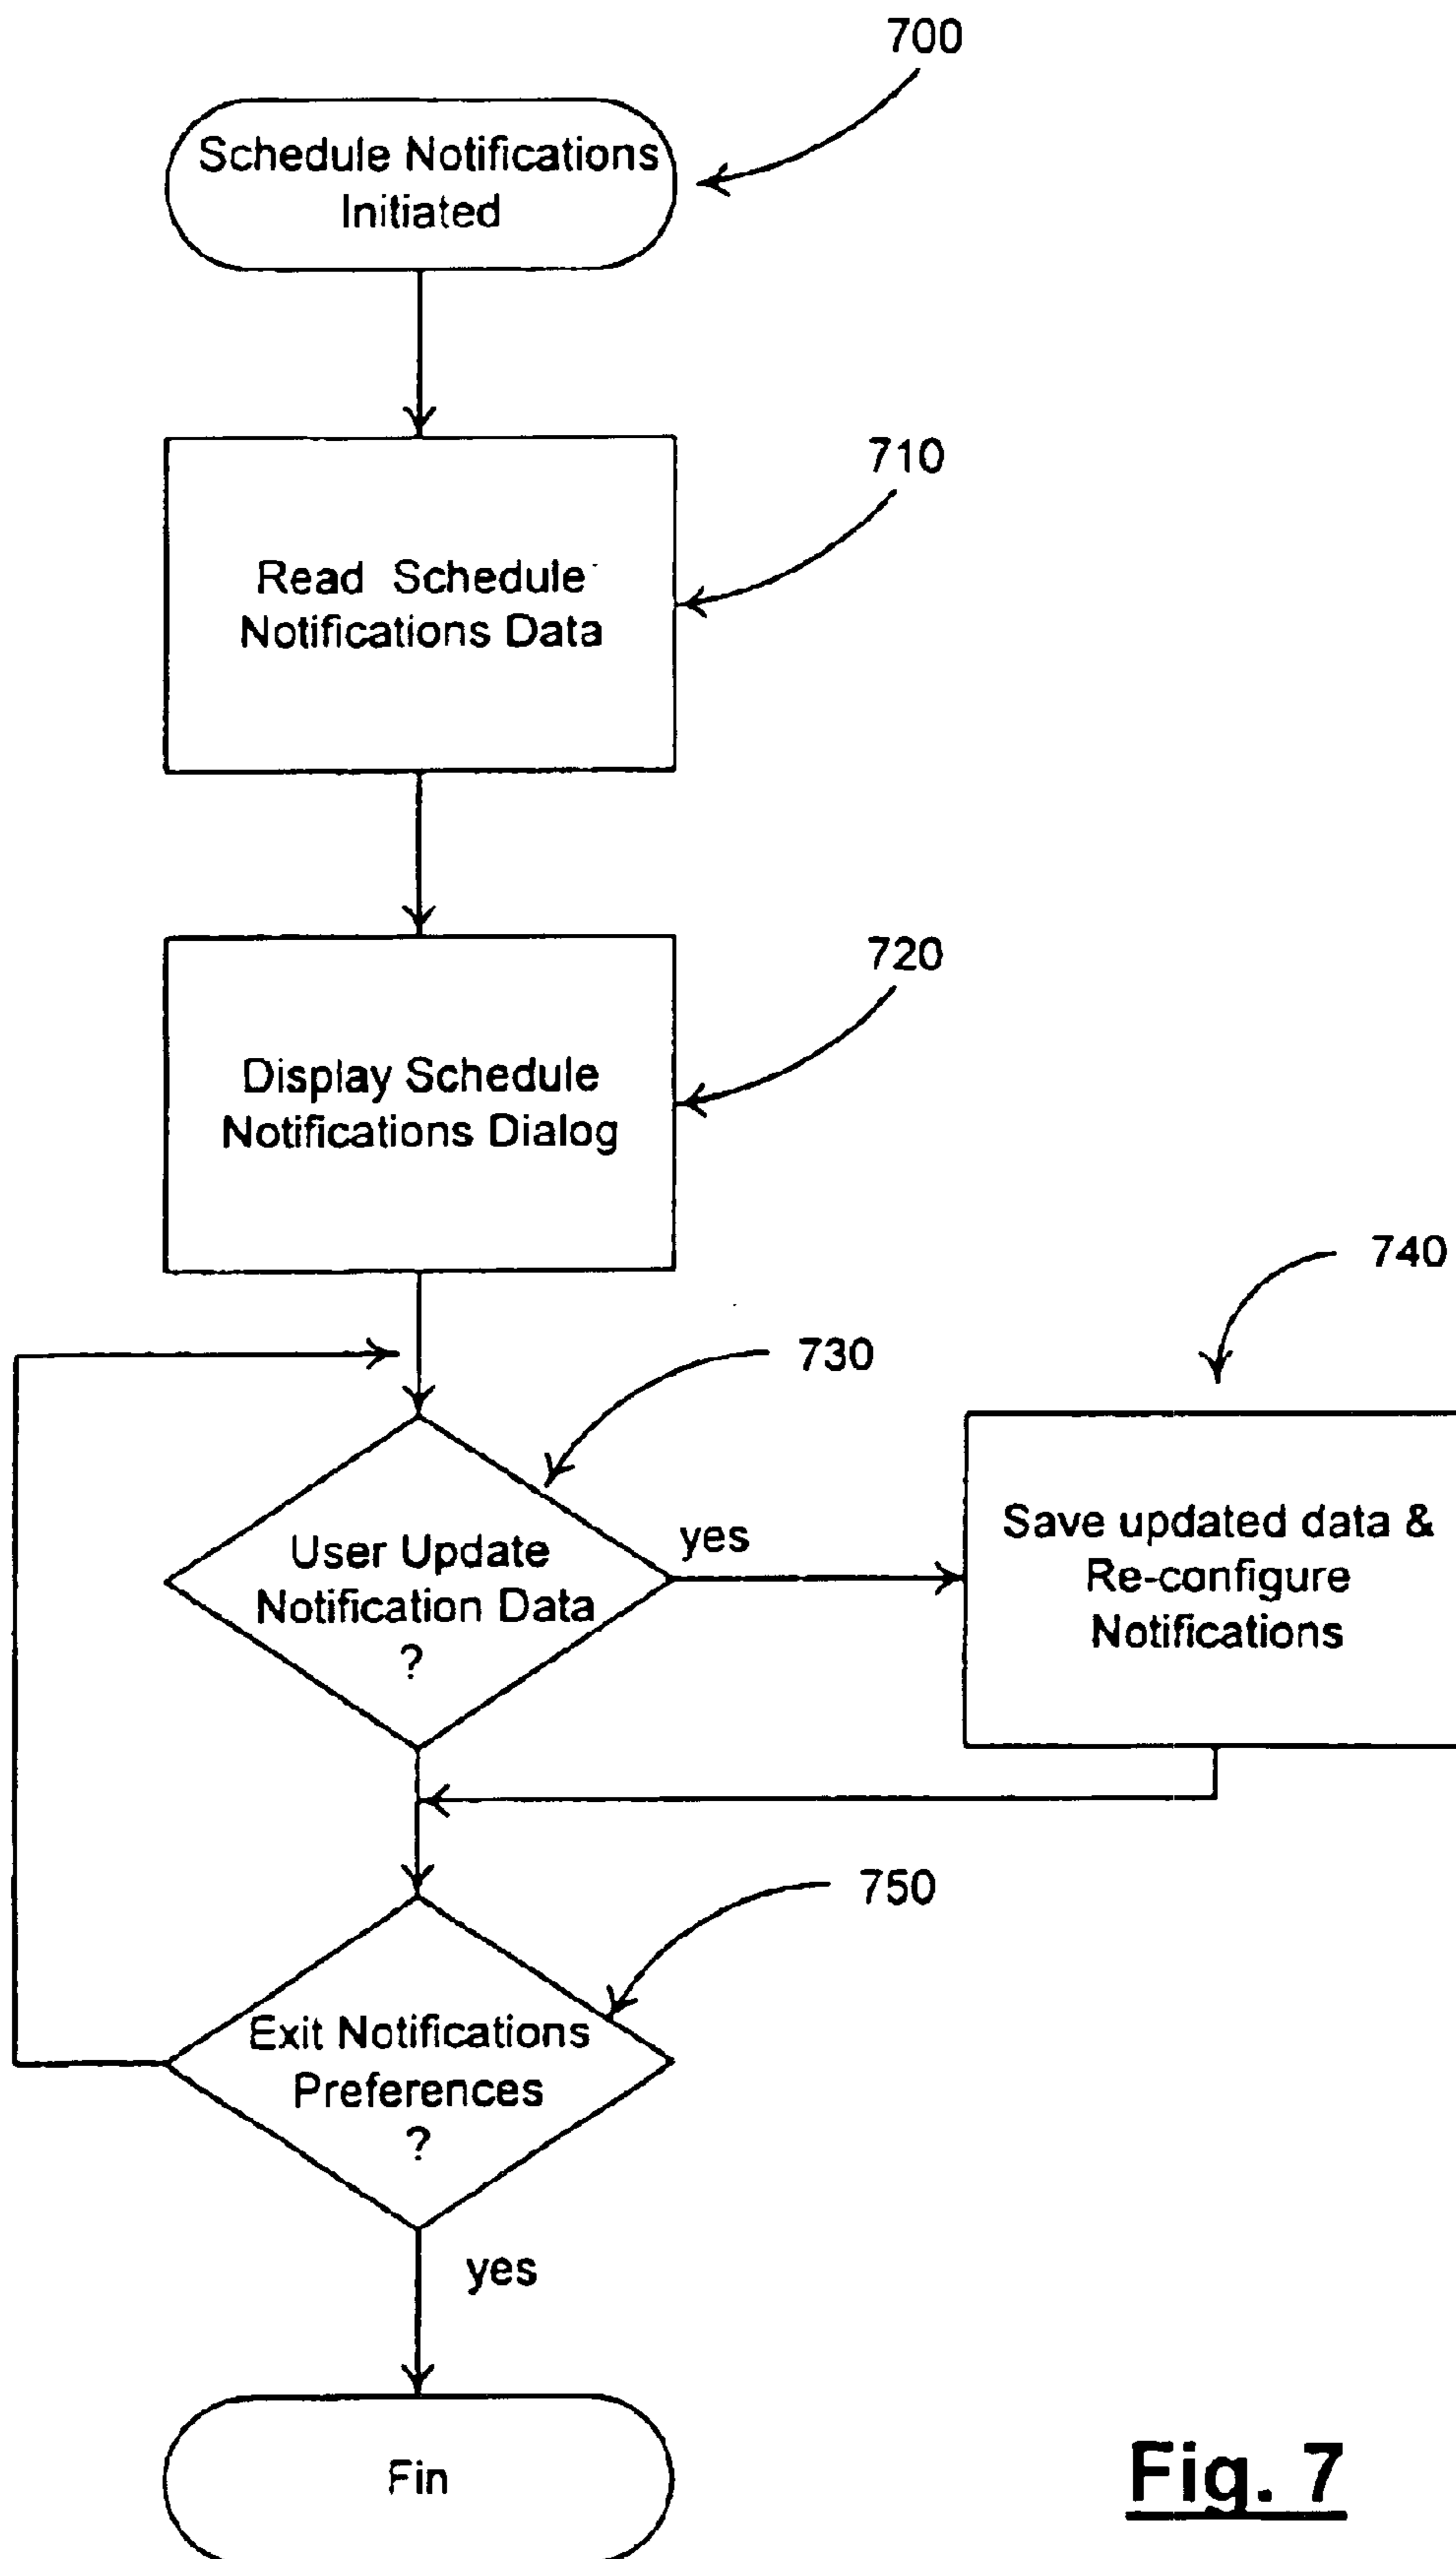 700
Schedule Notifications
Initiated
710
Read Schedule
Notifications Data
720
Display Schedule
Notifications Dialog
740
730
User Update
Notification Data
?
yes
Save updated data &
Re-configure
Notifications
750
Exit Notifications
Preferences
?
yes
Fin
Fig. 7